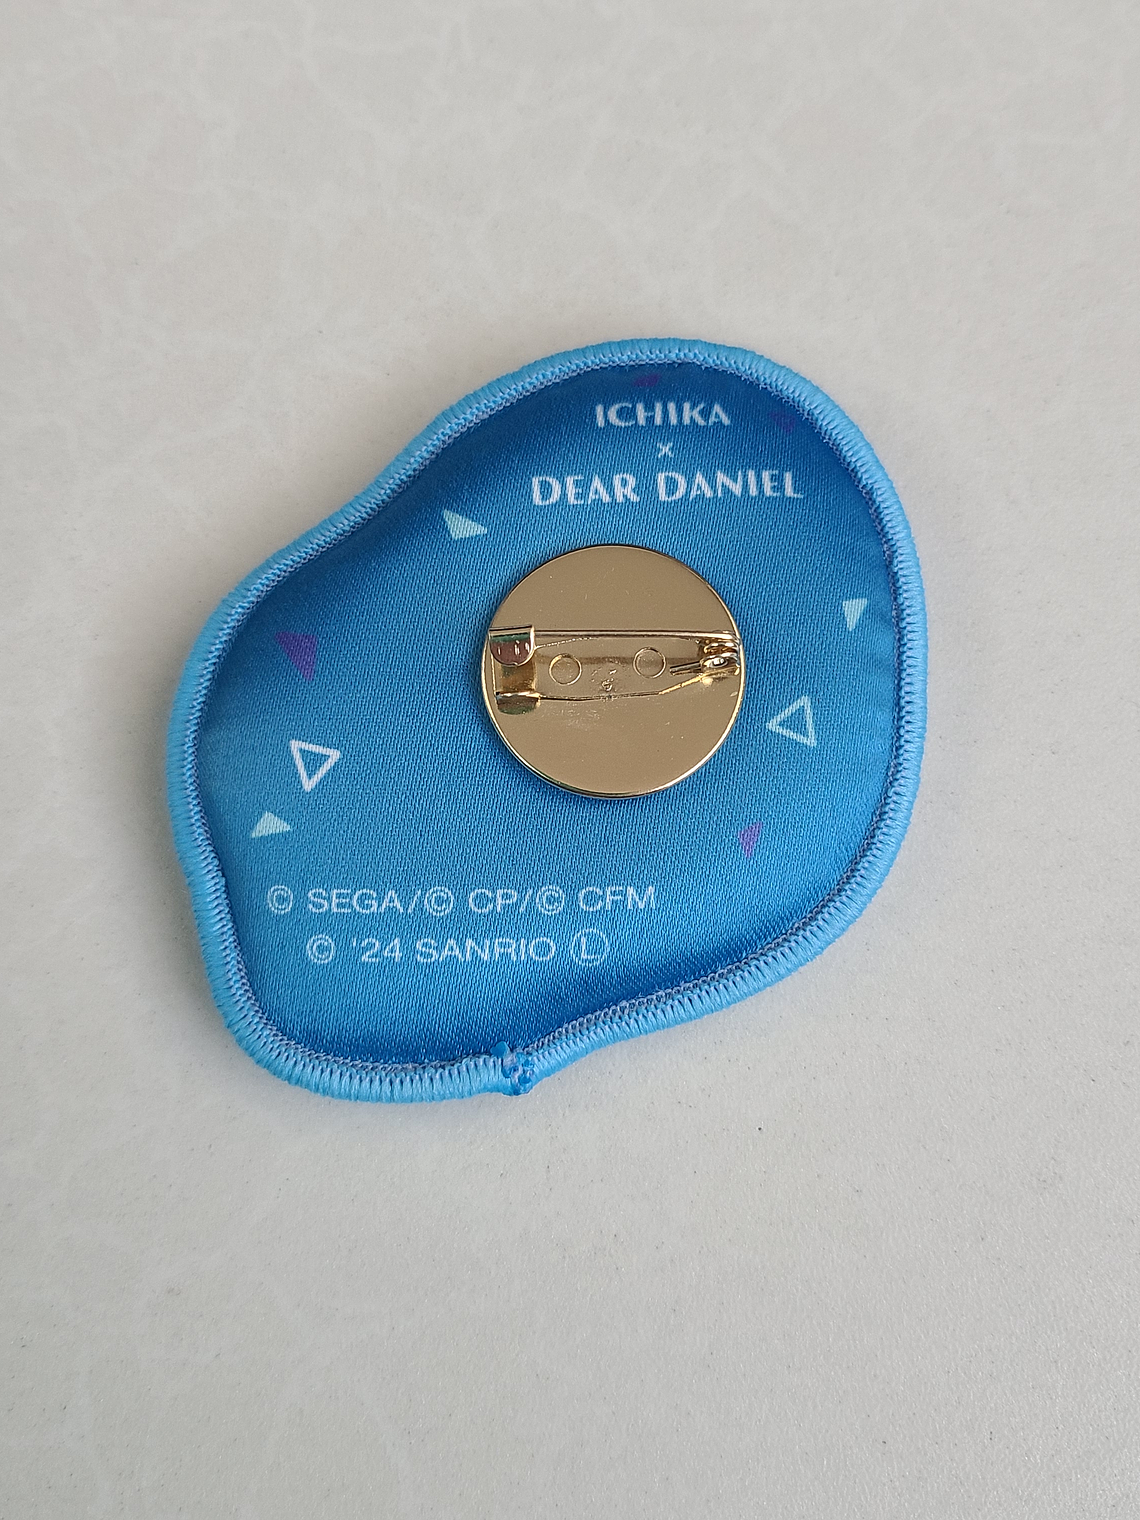 ICHIKA
x
DEAR DANIEL
© SEGA/© CP/© CFM
© '24 SANRIO Ⓛ